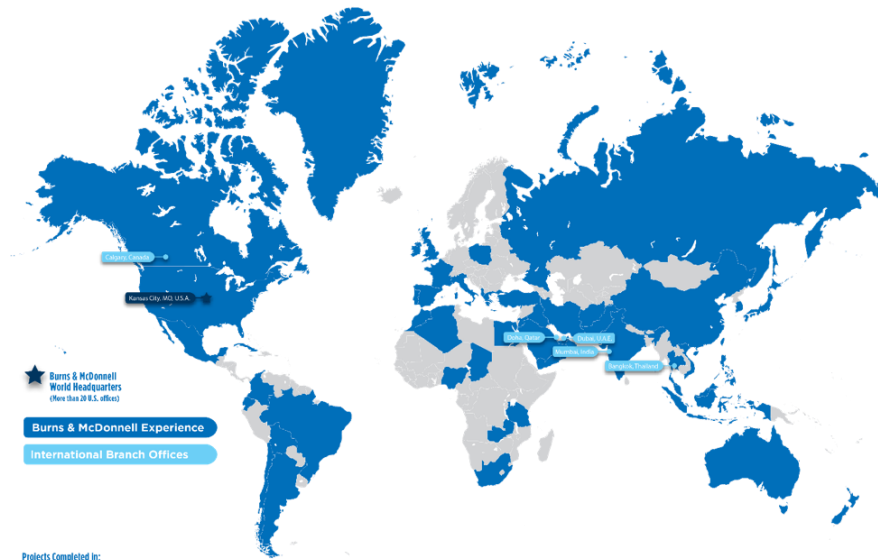 Calgary, Canada
Kansas City, MO, U.S.A.
Doha, Qatar
Dubai, U.A.E.
Mumbai, India
Bangkok, Thailand
Burns & McDonnell
World Headquarters
(More than 20 U.S. offices)
Burns & McDonnell Experience
International Branch Offices
Projects Completed in: